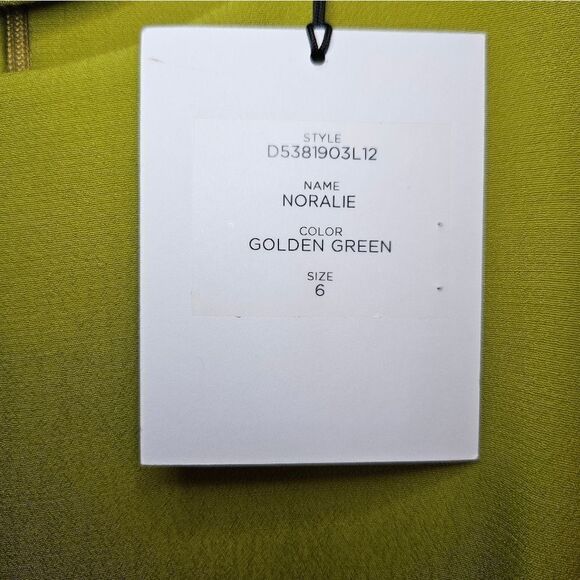 STYLE
D5381903L12
NAME
NORALIE
COLOR
GOLDEN GREEN
SIZE
6